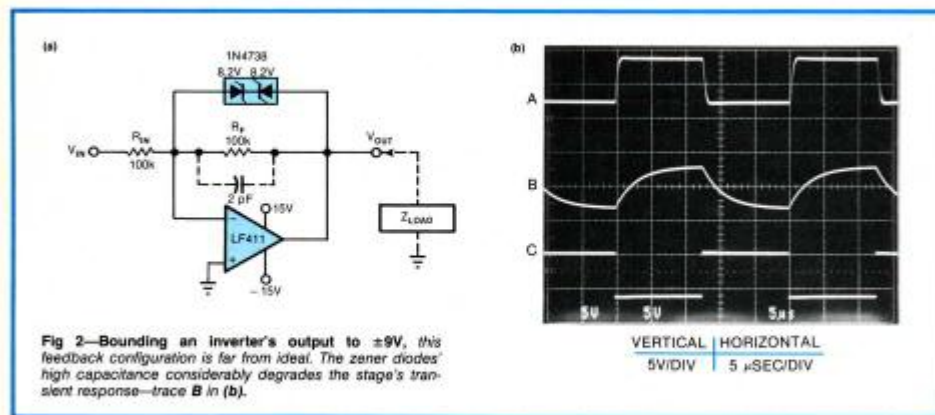 (a)
1N4738
8.2V 8.2V
R_F
100k
R_IN
100k
V_IN
V_OUT
2 pF
15V
LF411
−
+
− 15V
Z_LOAD
Fig 2—Bounding an inverter's output to ±9V, this
feedback configuration is far from ideal. The zener diodes'
high capacitance considerably degrades the stage's tran-
sient response—trace B in (b).
(b)
A
B
C
5V 5V 5µs
VERTICAL HORIZONTAL
5V/DIV 5 µSEC/DIV